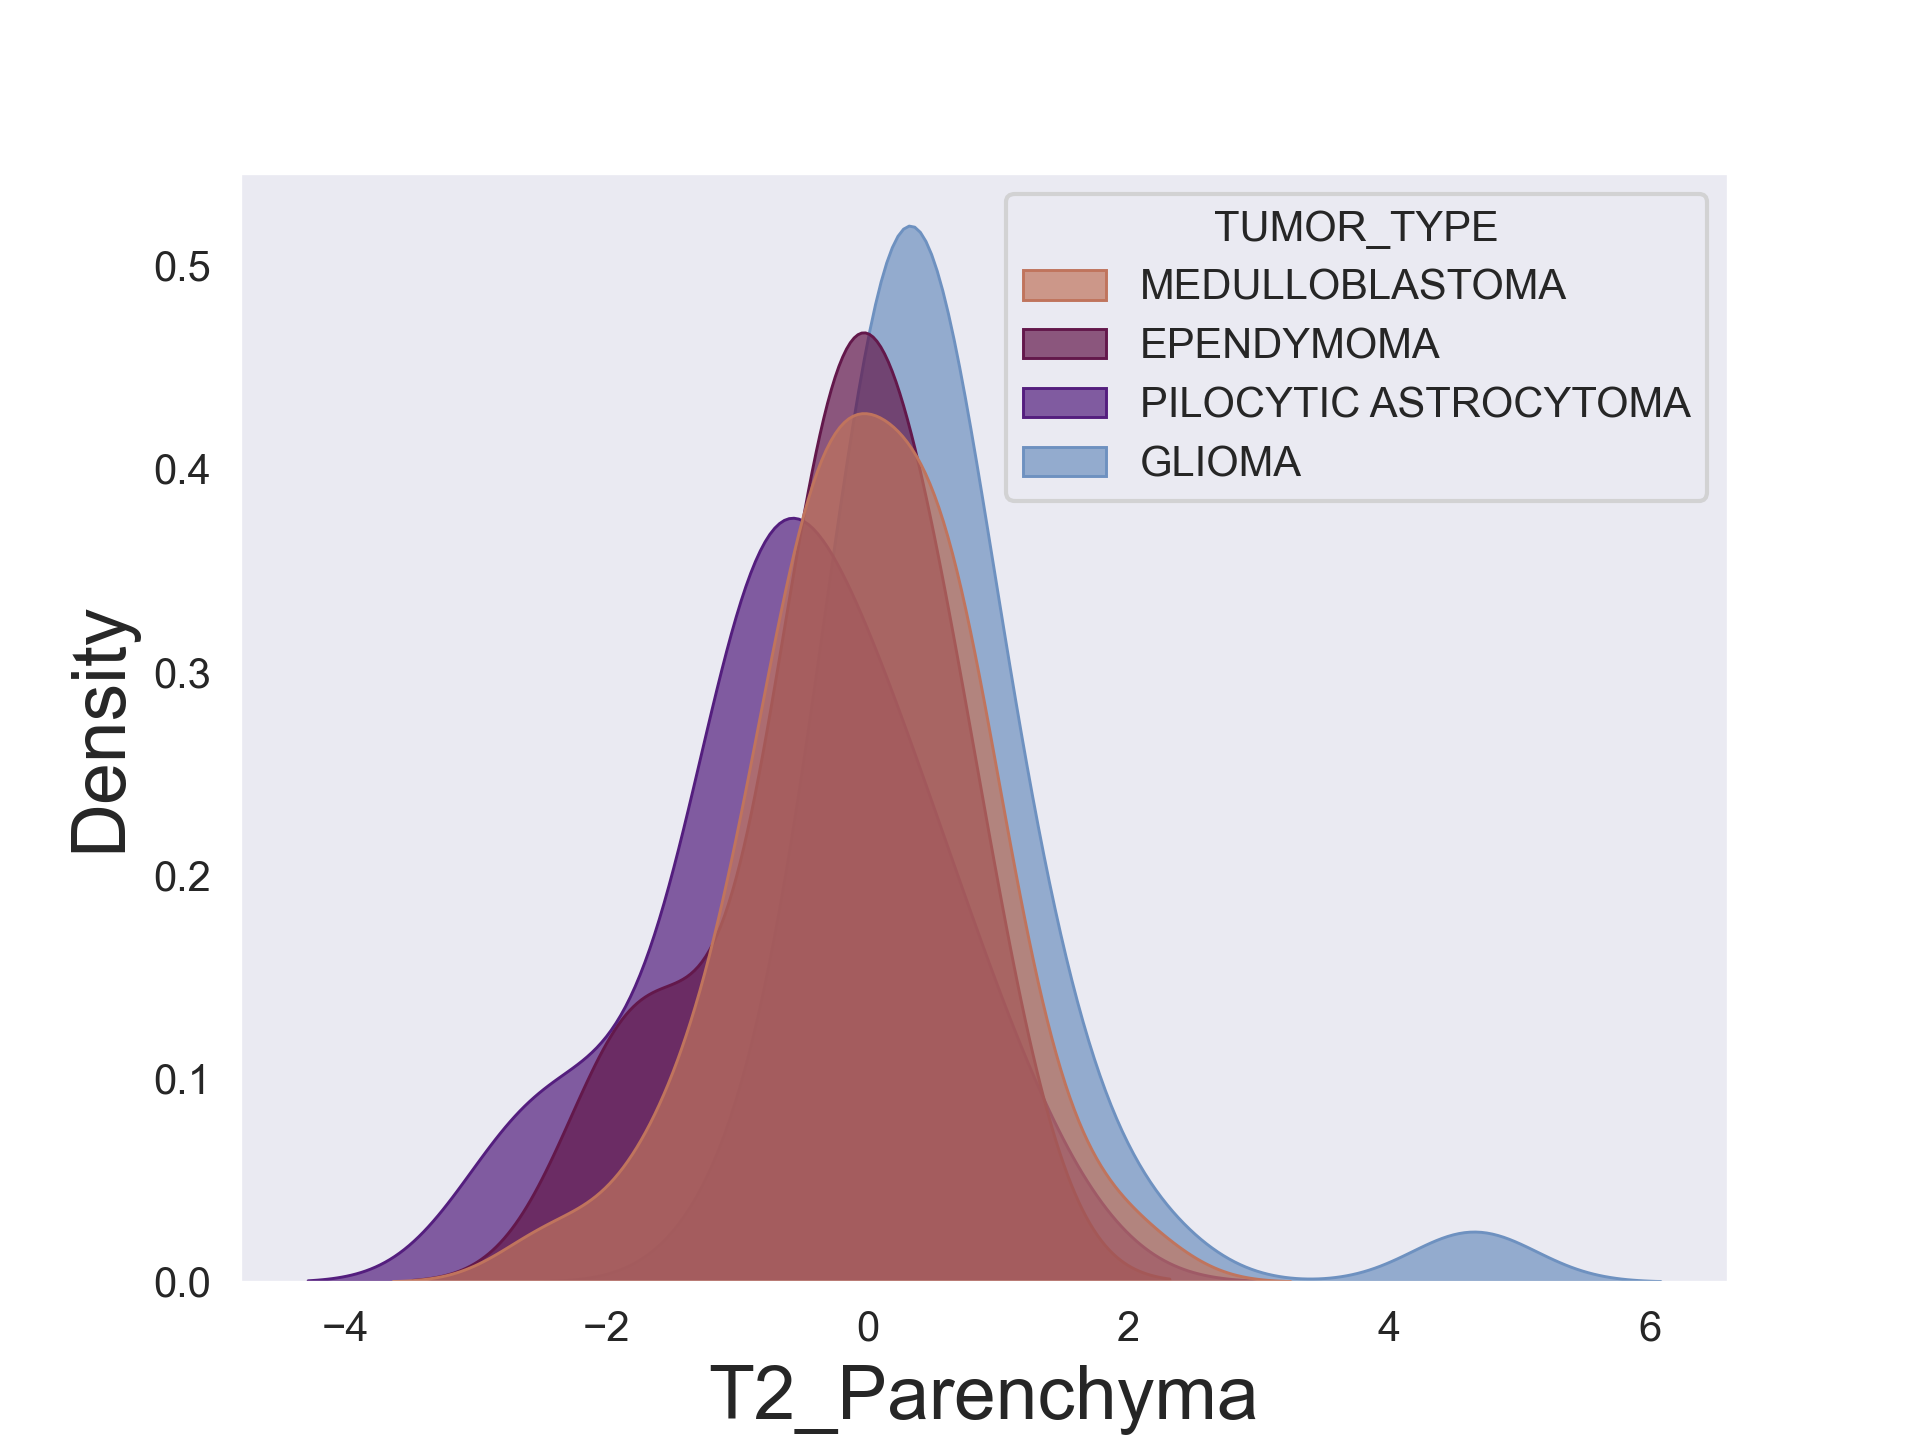 TUMOR_TYPE
MEDULLOBLASTOMA
EPENDYMOMA
PILOCYTIC ASTROCYTOMA
GLIOMA
Density
0.5
0.4
0.3
0.2
0.1
0.0
−4 −2 0 2 4 6
T2_Parenchyma